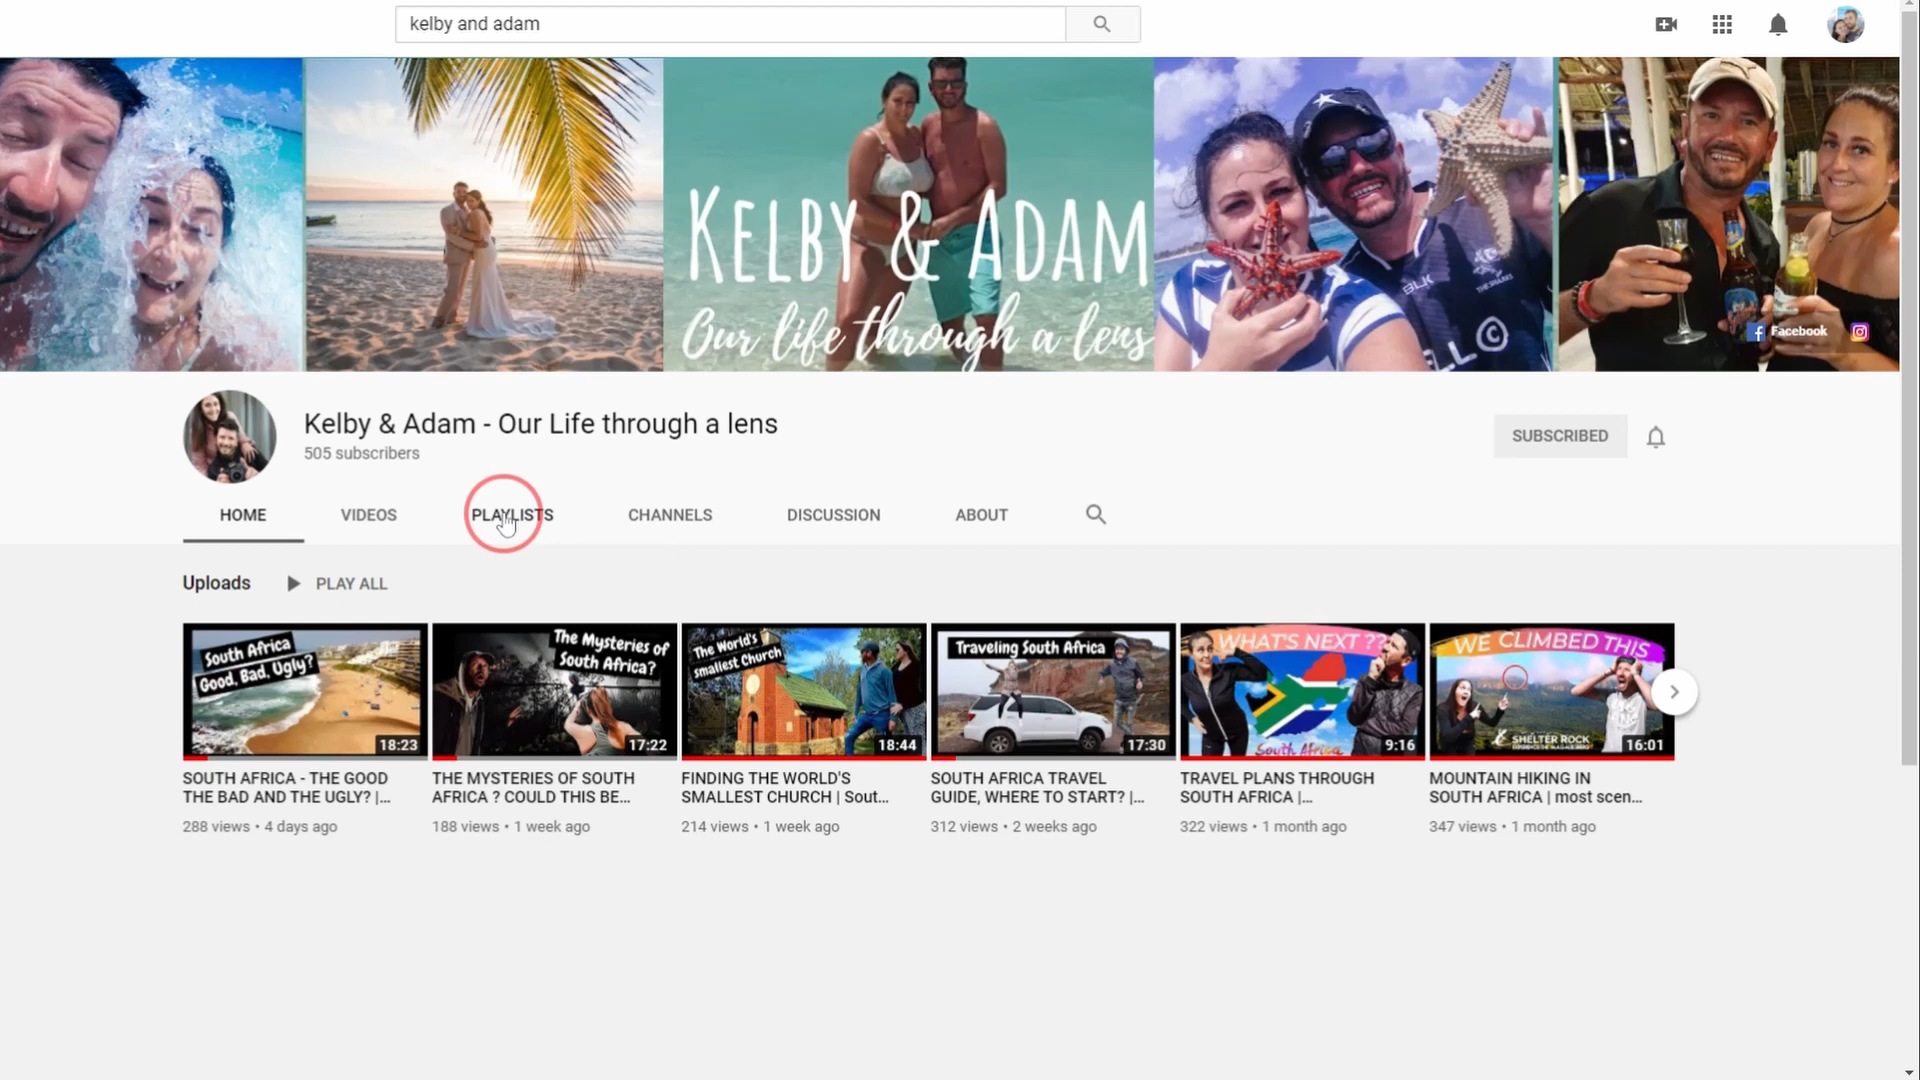 kelby and adam
KELBY & ADAM
Our life through a lens
BLK
Facebook
Kelby & Adam - Our Life through a lens
505 subscribers
SUBSCRIBED
HOME
VIDEOS
PLAYLISTS
CHANNELS
DISCUSSION
ABOUT
Uploads
PLAY ALL
South Africa
Good, Bad, Ugly?
18:23
The Mysteries of
South Africa?
17:22
The World's
smallest Church
18:44
Traveling South Africa
17:30
WHAT'S NEXT ??
South Africa
9:16
WE CLIMBED THIS
SHELTER ROCK
16:01
SOUTH AFRICA - THE GOOD
THE BAD AND THE UGLY? |...
288 views • 4 days ago
THE MYSTERIES OF SOUTH
AFRICA ? COULD THIS BE...
188 views • 1 week ago
FINDING THE WORLD'S
SMALLEST CHURCH | Sout...
214 views • 1 week ago
SOUTH AFRICA TRAVEL
GUIDE, WHERE TO START? |...
312 views • 2 weeks ago
TRAVEL PLANS THROUGH
SOUTH AFRICA |...
322 views • 1 month ago
MOUNTAIN HIKING IN
SOUTH AFRICA | most scen...
347 views • 1 month ago